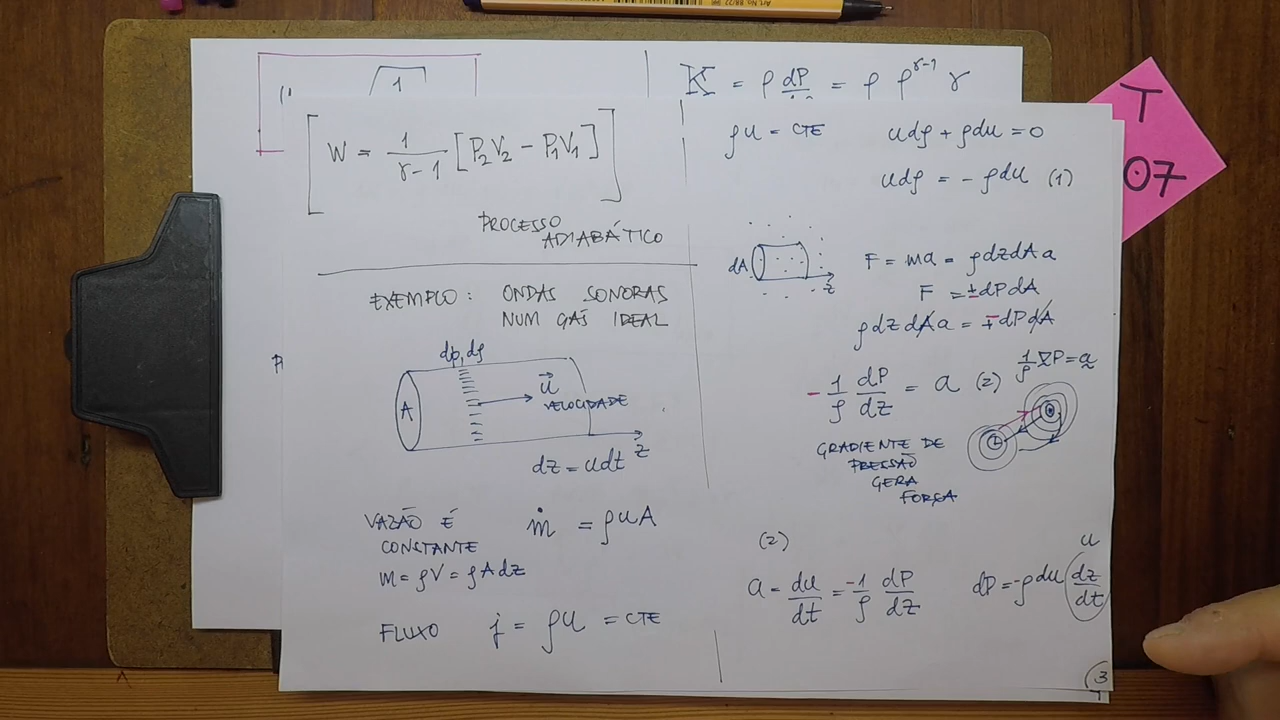 K = ρ dP = ρ ρ^γ-1 γ
1
T
07
W = 1/γ-1 [P₂V₂ - P₁V₁]
PROCESSO
ADIABÁTICO
EXEMPLO: ONDAS SONORAS
NUM GÁS IDEAL
dp, dρ
A
u⃗
VELOCIDADE
z
dz = udt
VAZÃO É
CONSTANTE
ṁ = ρuA
m = ρV = ρAdz
FLUXO j = ρu = CTE
ρu = CTE
udρ + ρdu = 0
udρ = - ρdu (1)
dA
z
F = ma = ρdzdAa
F = ±dPdA
ρdzdAa = ∓dPdA
-1/ρ dP/dz = a (2)
1/ρ ∇P = a
GRADIENTE DE
PRESSÃO
GERA
FORÇA
(2)
a = du/dt = -1/ρ dP/dz
dP = -ρdu (dz/dt)
u
3